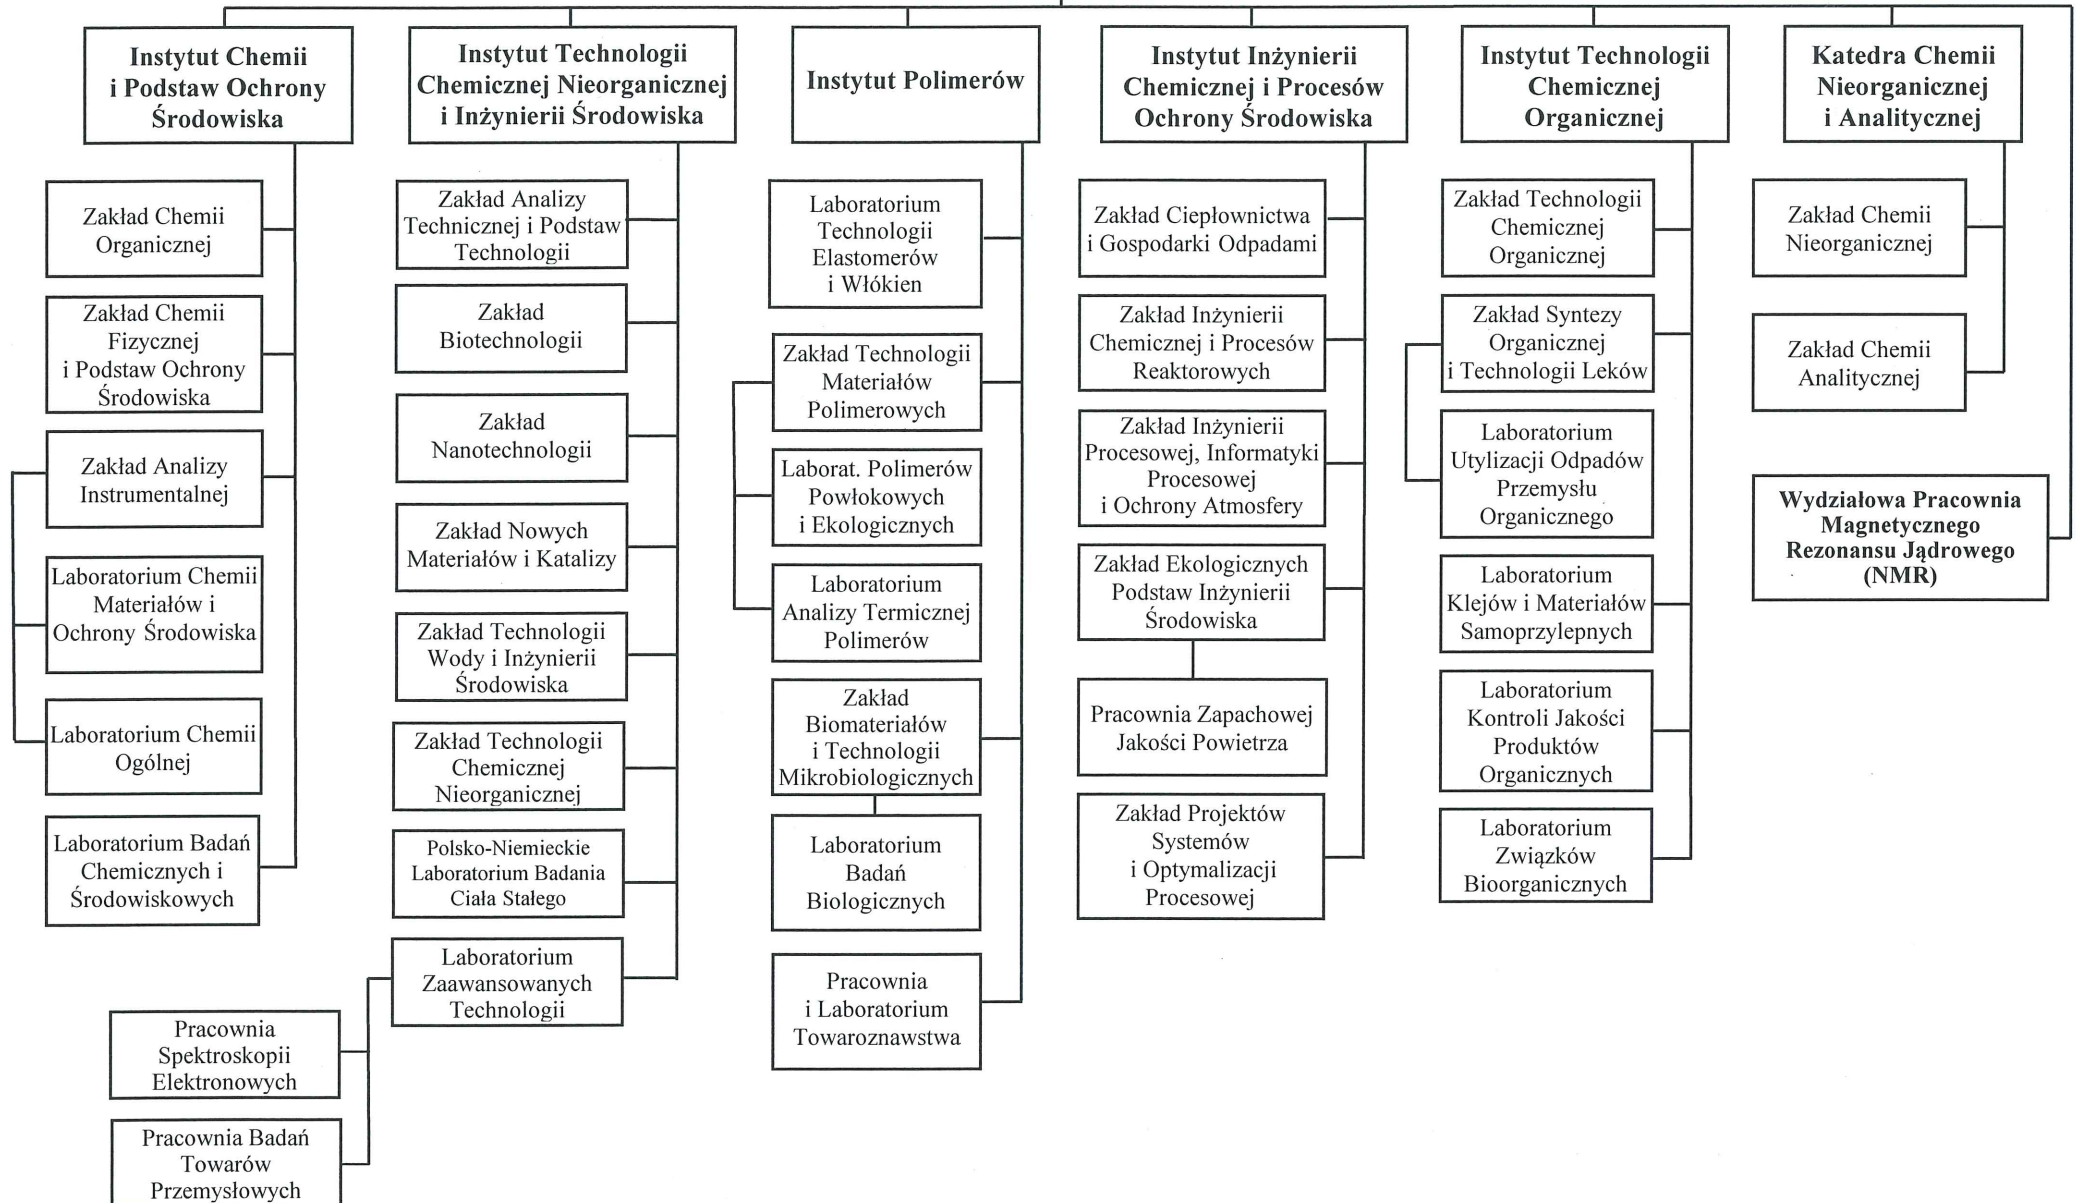 Instytut Chemii
i Podstaw Ochrony
Środowiska
Zakład Chemii
Organicznej
Zakład Chemii
Fizycznej
i Podstaw Ochrony
Środowiska
Zakład Analizy
Instrumentalnej
Laboratorium Chemii
Materiałów i
Ochrony Środowiska
Laboratorium Chemii
Ogólnej
Laboratorium Badań
Chemicznych i
Środowiskowych
Instytut Technologii
Chemicznej Nieorganicznej
i Inżynierii Środowiska
Zakład Analizy
Technicznej i Podstaw
Technologii
Zakład
Biotechnologii
Zakład
Nanotechnologii
Zakład Nowych
Materiałów i Katalizy
Zakład Technologii
Wody i Inżynierii
Środowiska
Zakład Technologii
Chemicznej
Nieorganicznej
Polsko-Niemieckie
Laboratorium Badania
Ciała Stałego
Laboratorium
Zaawansowanych
Technologii
Pracownia
Spektroskopii
Elektronowych
Pracownia Badań
Towarów
Przemysłowych
Instytut Polimerów
Laboratorium
Technologii
Elastomerów
i Włókien
Zakład Technologii
Materiałów
Polimerowych
Laborat. Polimerów
Powłokowych
i Ekologicznych
Laboratorium
Analizy Termicznej
Polimerów
Zakład
Biomateriałów
i Technologii
Mikrobiologicznych
Laboratorium
Badań
Biologicznych
Pracownia
i Laboratorium
Towaroznawstwa
Instytut Inżynierii
Chemicznej i Procesów
Ochrony Środowiska
Zakład Ciepłownictwa
i Gospodarki Odpadami
Zakład Inżynierii
Chemicznej i Procesów
Reaktorowych
Zakład Inżynierii
Procesowej, Informatyki
Procesowej
i Ochrony Atmosfery
Zakład Ekologicznych
Podstaw Inżynierii
Środowiska
Pracownia Zapachowej
Jakości Powietrza
Zakład Projektów
Systemów
i Optymalizacji
Procesowej
Instytut Technologii
Chemicznej
Organicznej
Zakład Technologii
Chemicznej
Organicznej
Zakład Syntezy
Organicznej
i Technologii Leków
Laboratorium
Utylizacji Odpadów
Przemysłu
Organicznego
Laboratorium
Klejów i Materiałów
Samoprzylepnych
Laboratorium
Kontroli Jakości
Produktów
Organicznych
Laboratorium
Związków
Bioorganicznych
Katedra Chemii
Nieorganicznej
i Analitycznej
Zakład Chemii
Nieorganicznej
Zakład Chemii
Analitycznej
Wydziałowa Pracownia
Magnetycznego
Rezonansu Jądrowego
(NMR)